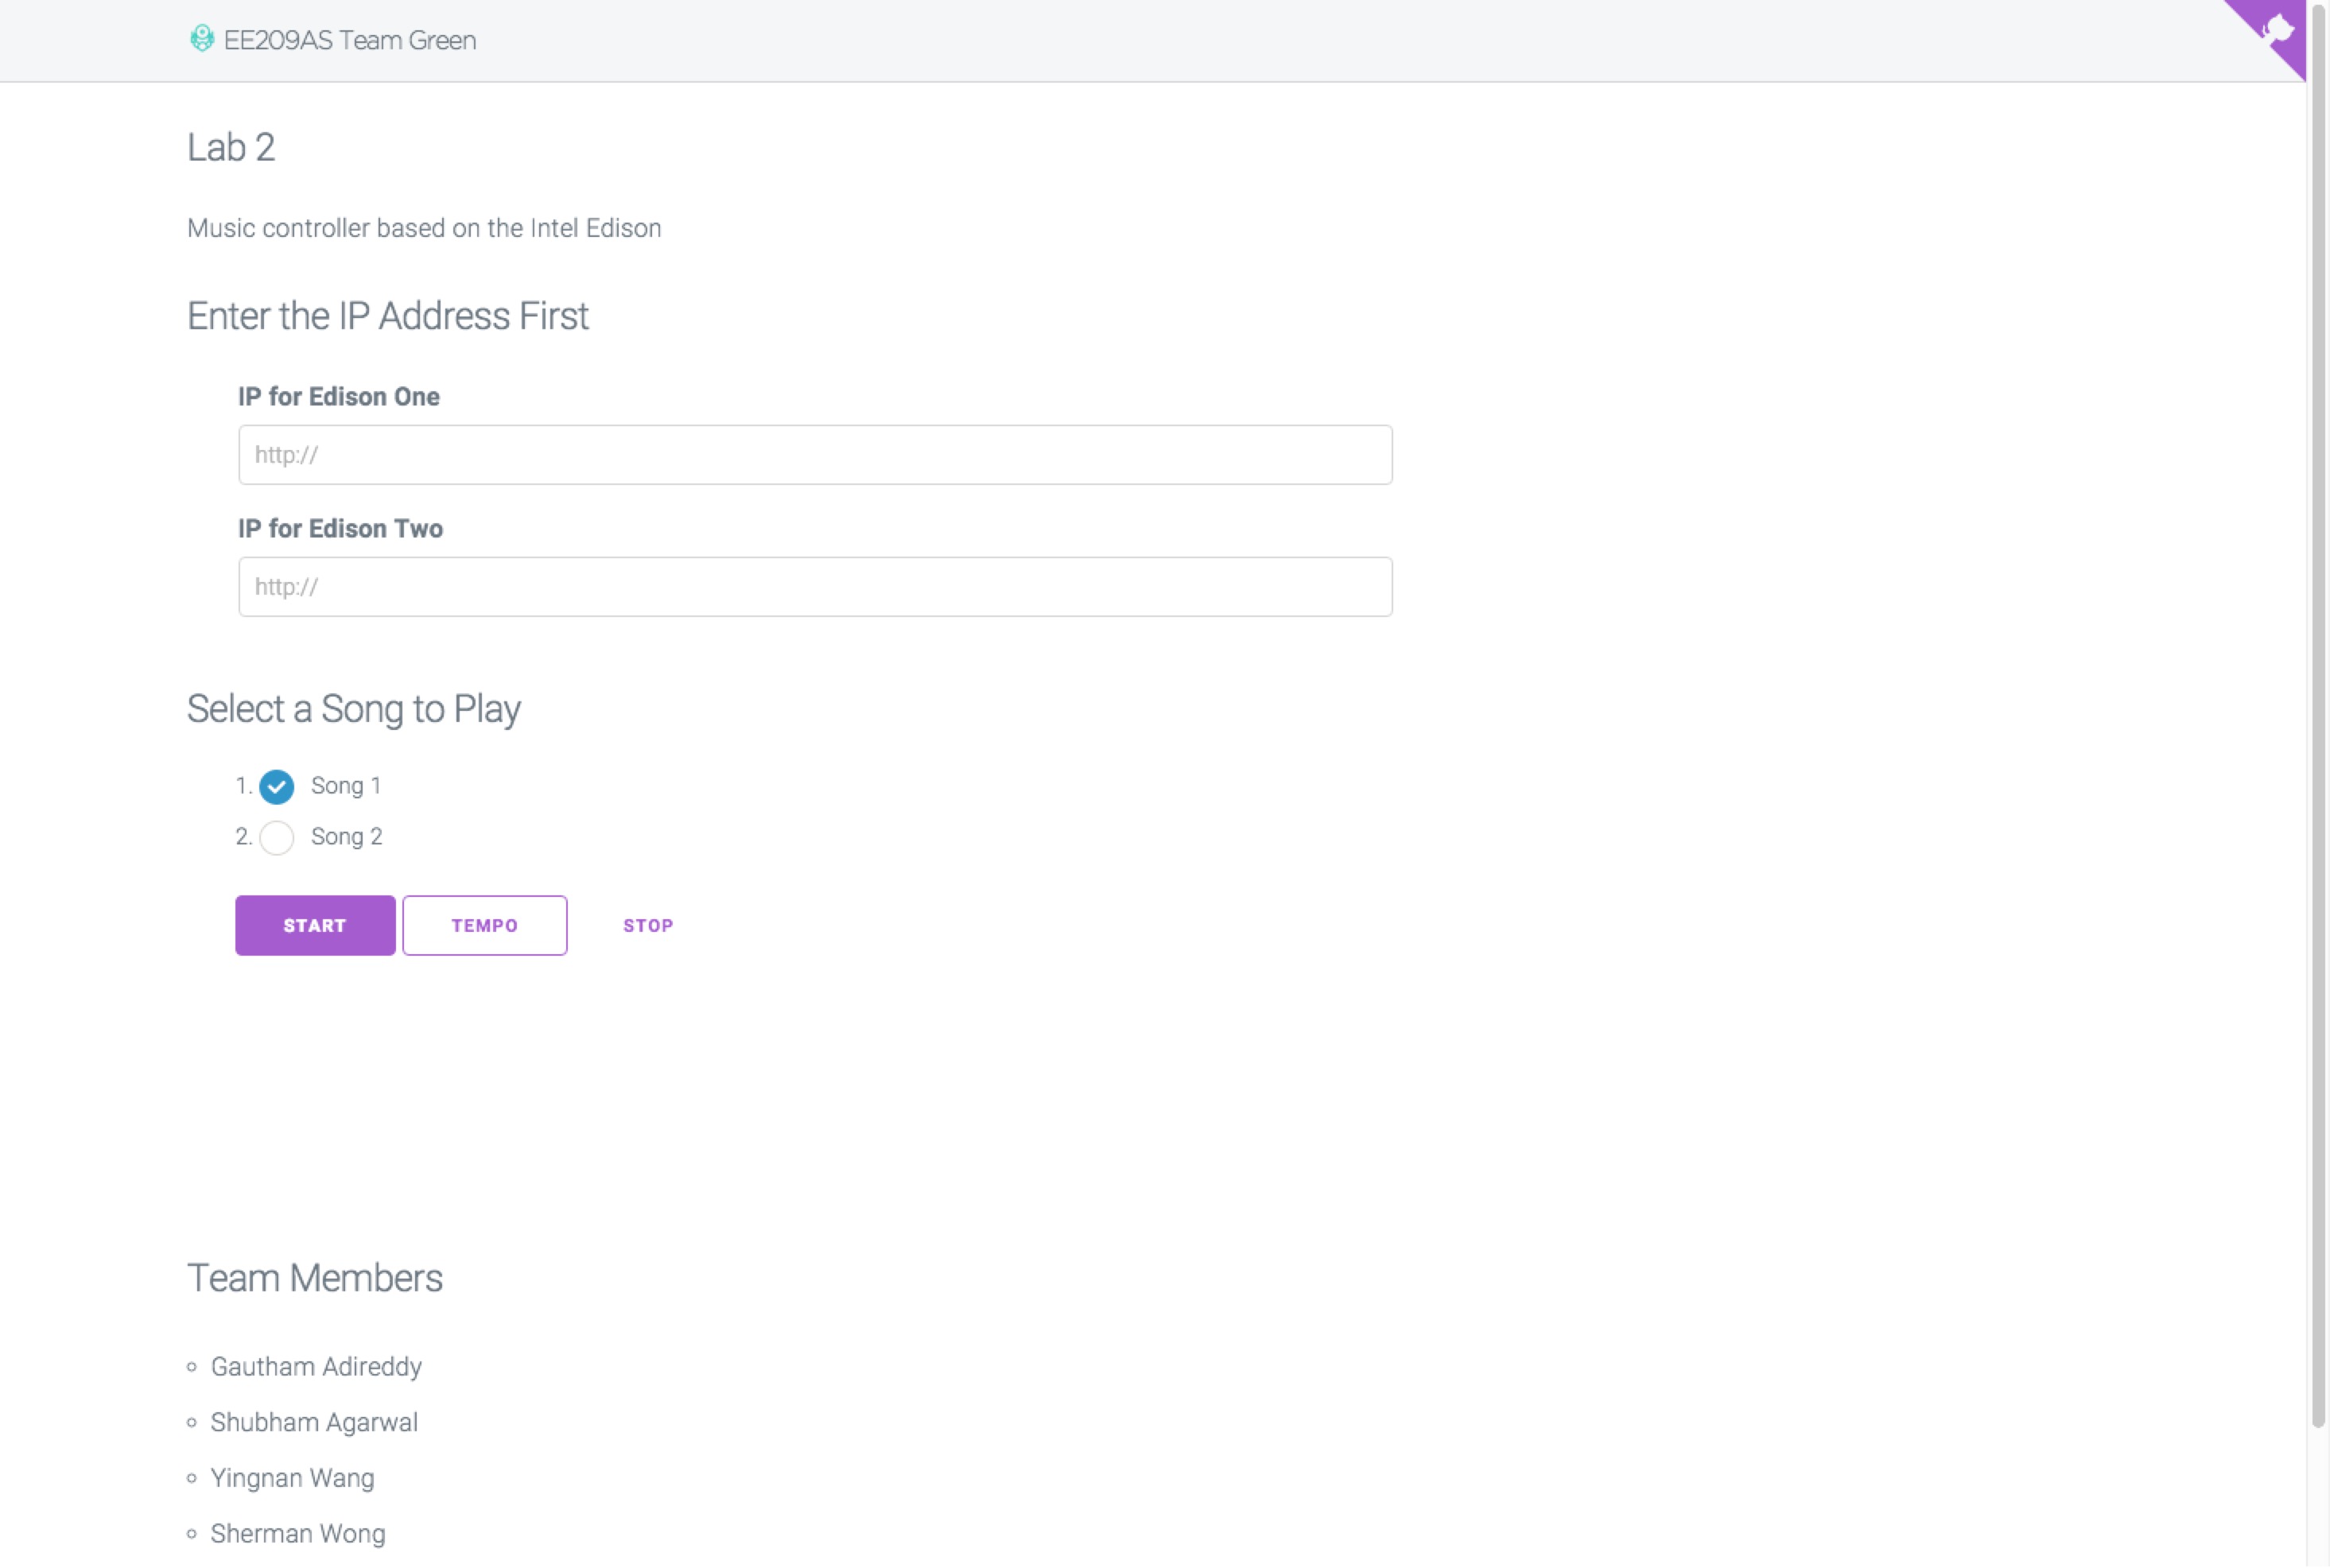 EE209AS Team Green
Lab 2
Music controller based on the Intel Edison
Enter the IP Address First
IP for Edison One
http://
IP for Edison Two
http://
Select a Song to Play
1. Song 1
2. Song 2
START TEMPO STOP
Team Members
Gautham Adireddy
Shubham Agarwal
Yingnan Wang
Sherman Wong